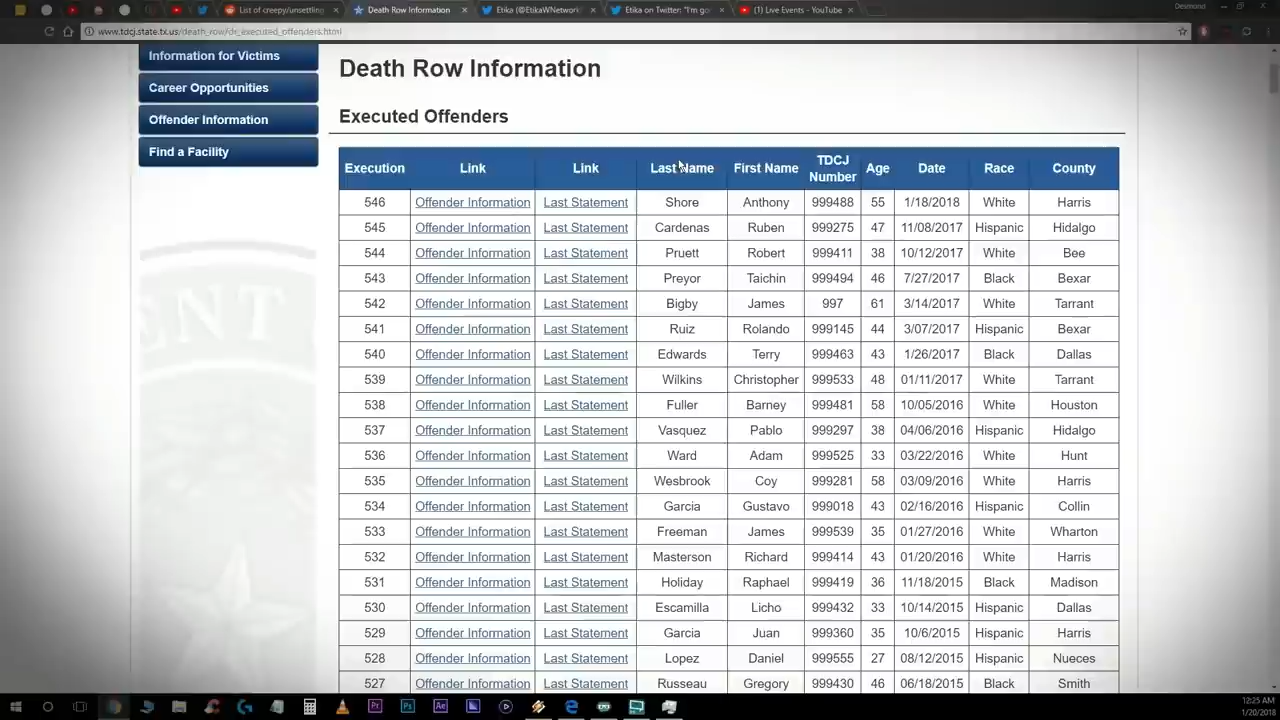 Desmond
List of creepy/unsettling
Death Row Information
Etika (@EtikaWNetwork
Etika on Twitter: "I'm go
(1) Live Events - YouTube
www.tdcj.state.tx.us/death_row/dr_executed_offenders.html
Information for Victims
Career Opportunities
Offender Information
Find a Facility
Death Row Information
Executed Offenders
Execution Link Link Last Name First Name TDCJ Number Age Date Race County
546 Offender Information Last Statement Shore Anthony 999488 55 1/18/2018 White Harris
545 Offender Information Last Statement Cardenas Ruben 999275 47 11/08/2017 Hispanic Hidalgo
544 Offender Information Last Statement Pruett Robert 999411 38 10/12/2017 White Bee
543 Offender Information Last Statement Preyor Taichin 999494 46 7/27/2017 Black Bexar
542 Offender Information Last Statement Bigby James 997 61 3/14/2017 White Tarrant
541 Offender Information Last Statement Ruiz Rolando 999145 44 3/07/2017 Hispanic Bexar
540 Offender Information Last Statement Edwards Terry 999463 43 1/26/2017 Black Dallas
539 Offender Information Last Statement Wilkins Christopher 999533 48 01/11/2017 White Tarrant
538 Offender Information Last Statement Fuller Barney 999481 58 10/05/2016 White Houston
537 Offender Information Last Statement Vasquez Pablo 999297 38 04/06/2016 Hispanic Hidalgo
536 Offender Information Last Statement Ward Adam 999525 33 03/22/2016 White Hunt
535 Offender Information Last Statement Wesbrook Coy 999281 58 03/09/2016 White Harris
534 Offender Information Last Statement Garcia Gustavo 999018 43 02/16/2016 Hispanic Collin
533 Offender Information Last Statement Freeman James 999539 35 01/27/2016 White Wharton
532 Offender Information Last Statement Masterson Richard 999414 43 01/20/2016 White Harris
531 Offender Information Last Statement Holiday Raphael 999419 36 11/18/2015 Black Madison
530 Offender Information Last Statement Escamilla Licho 999432 33 10/14/2015 Hispanic Dallas
529 Offender Information Last Statement Garcia Juan 999360 35 10/6/2015 Hispanic Harris
528 Offender Information Last Statement Lopez Daniel 999555 27 08/12/2015 Hispanic Nueces
527 Offender Information Last Statement Russeau Gregory 999430 46 06/18/2015 Black Smith
ENT
Pr
Ps
Ae
12:25 AM
1/20/2018